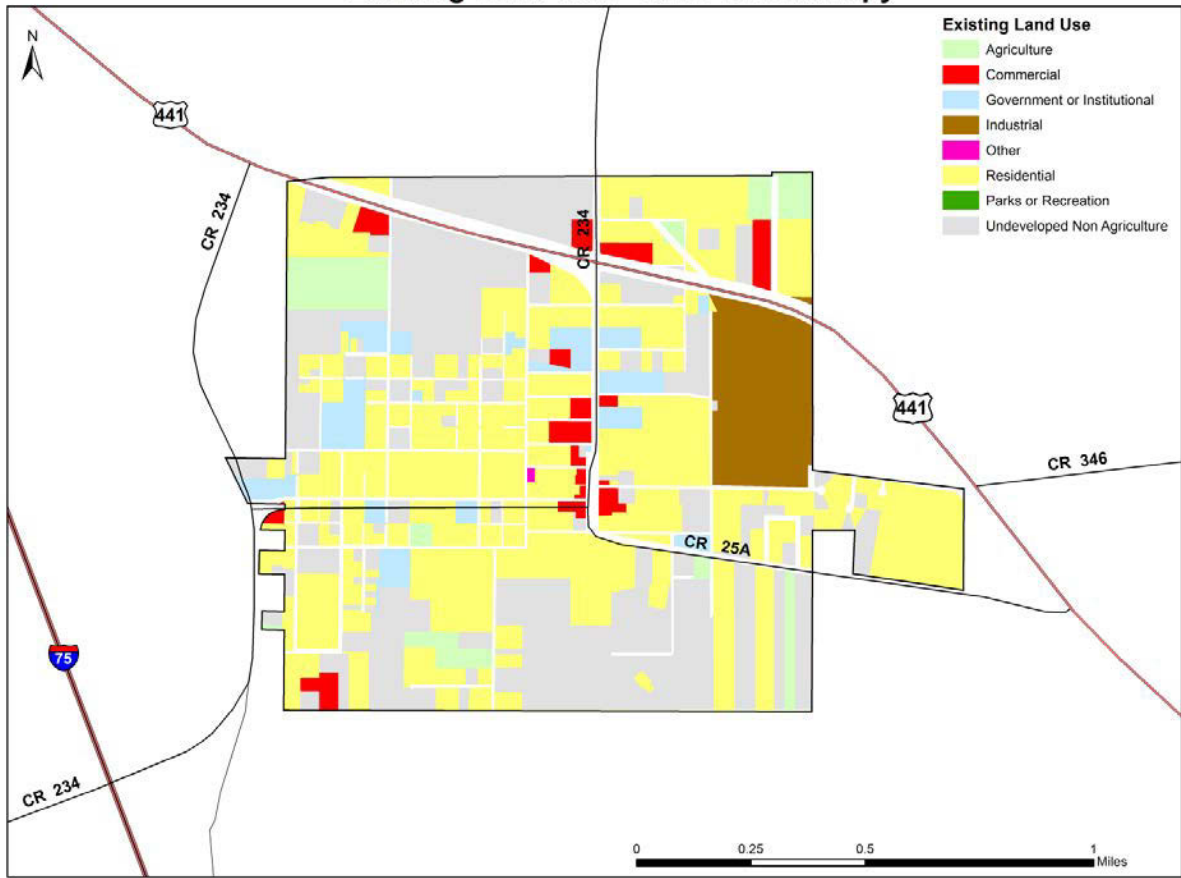 Existing Land Use
Agriculture
Commercial
Government or Institutional
Industrial
Other
Residential
Parks or Recreation
Undeveloped Non Agriculture
N
441
CR 234
CR 234
441
CR 346
CR 25A
75
CR 234
0 0.25 0.5 1
Miles